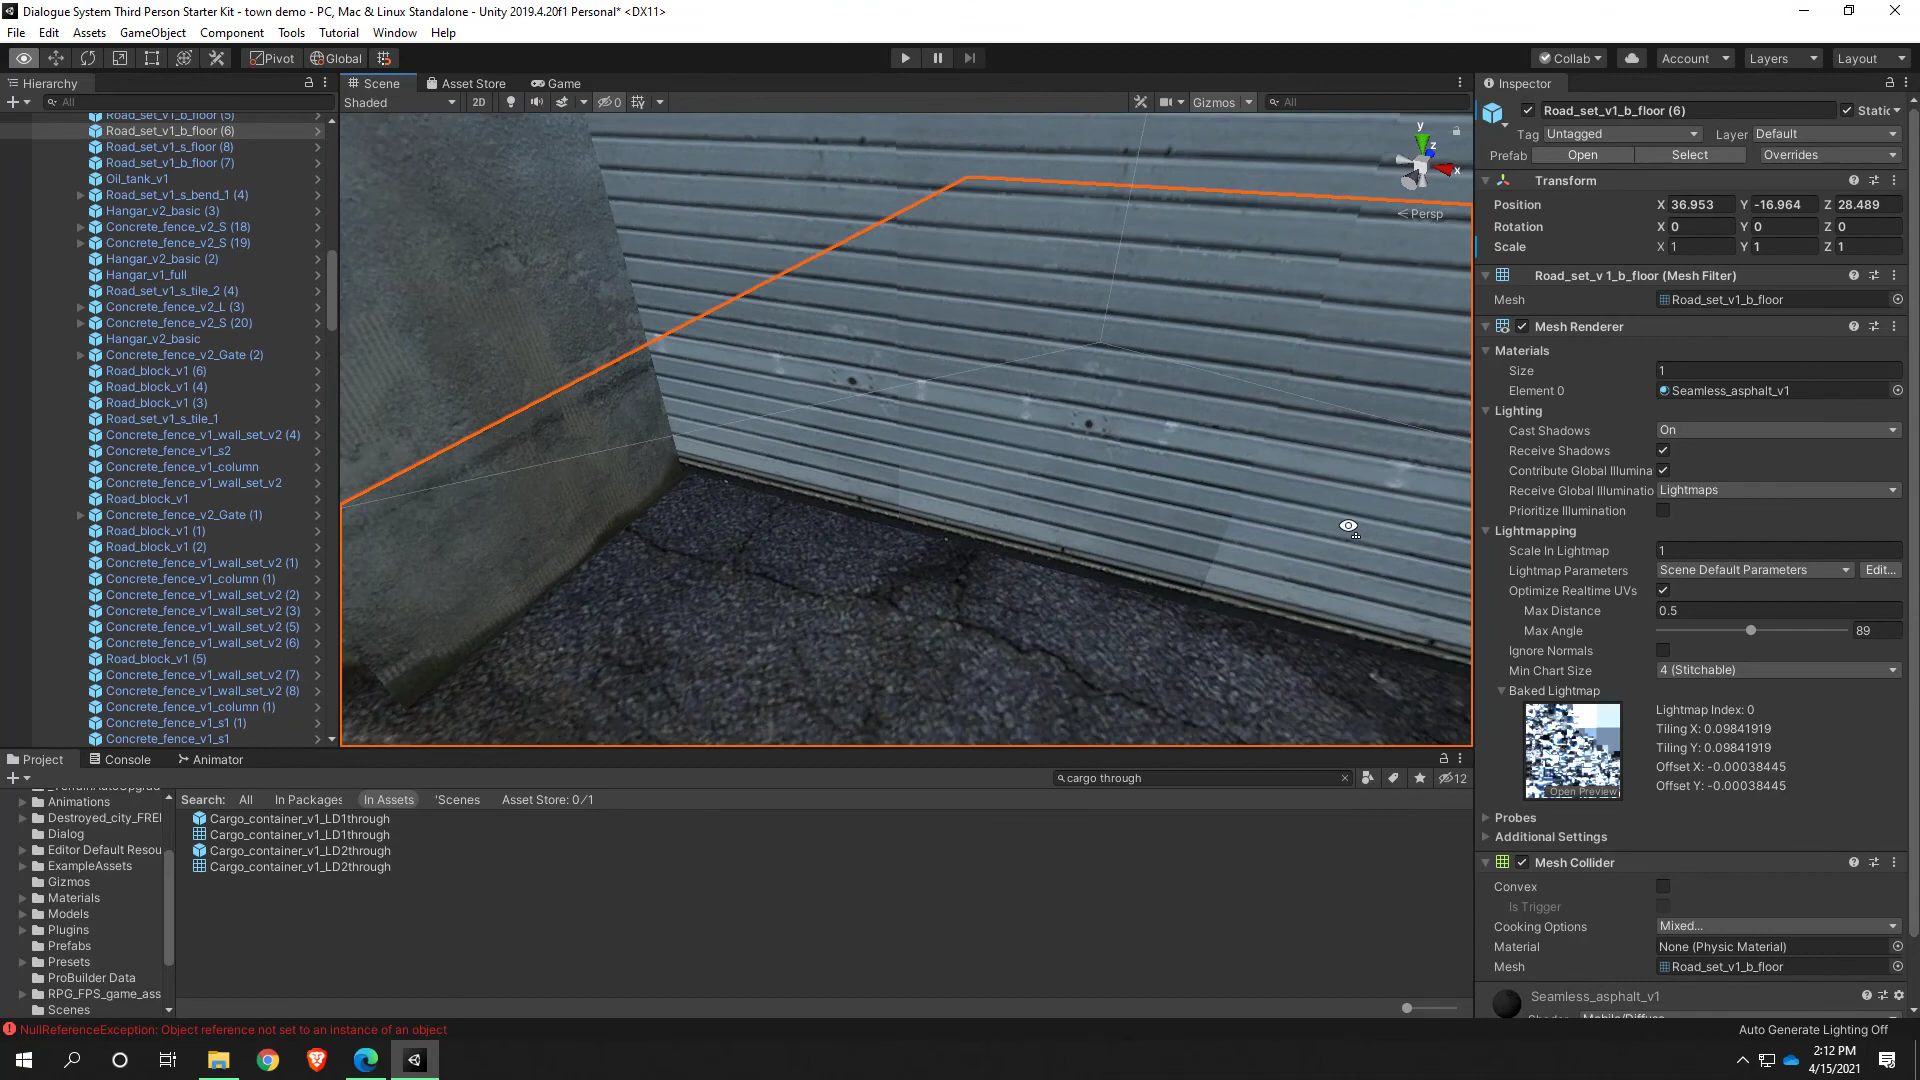 Dialogue System Third Person Starter Kit - town demo - PC, Mac & Linux Standalone - Unity 2019.4.20f1 Personal* <DX11>
File Edit Assets GameObject Component Tools Tutorial Window Help
Pivot Global Collab Account Layers Layout
Hierarchy
All
Road_set_v1_b_floor (5)
Road_set_v1_b_floor (6)
Road_set_v1_s_floor (8)
Road_set_v1_b_floor (7)
Oil_tank_v1
Road_set_v1_s_bend_1 (4)
Hangar_v2_basic (3)
Concrete_fence_v2_S (18)
Concrete_fence_v2_S (19)
Hangar_v2_basic (2)
Hangar_v1_full
Road_set_v1_s_tile_2 (4)
Concrete_fence_v2_L (3)
Concrete_fence_v2_S (20)
Hangar_v2_basic
Concrete_fence_v2_Gate (2)
Road_block_v1 (6)
Road_block_v1 (4)
Road_block_v1 (3)
Road_set_v1_s_tile_1
Concrete_fence_v1_wall_set_v2 (4)
Concrete_fence_v1_s2
Concrete_fence_v1_column
Concrete_fence_v1_wall_set_v2
Road_block_v1
Concrete_fence_v2_Gate (1)
Road_block_v1 (1)
Road_block_v1 (2)
Concrete_fence_v1_wall_set_v2 (1)
Concrete_fence_v1_column (1)
Concrete_fence_v1_wall_set_v2 (2)
Concrete_fence_v1_wall_set_v2 (3)
Concrete_fence_v1_wall_set_v2 (5)
Concrete_fence_v1_wall_set_v2 (6)
Road_block_v1 (5)
Concrete_fence_v1_wall_set_v2 (7)
Concrete_fence_v1_wall_set_v2 (8)
Concrete_fence_v1_column (1)
Concrete_fence_v1_s1 (1)
Concrete_fence_v1_s1
Scene Asset Store Game
Shaded 2D 0 Gizmos All
y
z
x
Persp
Inspector
Road_set_v1_b_floor (6) Static
Tag Untagged Layer Default
Prefab Open Select Overrides
Transform
Position X 36.953 Y -16.964 Z 28.489
Rotation X 0 Y 0 Z 0
Scale X 1 Y 1 Z 1
Road_set_v 1_b_floor (Mesh Filter)
Mesh Road_set_v1_b_floor
Mesh Renderer
Materials
Size 1
Element 0 Seamless_asphalt_v1
Lighting
Cast Shadows On
Receive Shadows
Contribute Global Illumina
Receive Global Illuminatio Lightmaps
Prioritize Illumination
Lightmapping
Scale In Lightmap 1
Lightmap Parameters Scene Default Parameters Edit...
Optimize Realtime UVs
Max Distance 0.5
Max Angle 89
Ignore Normals
Min Chart Size 4 (Stitchable)
Baked Lightmap
Open Preview
Lightmap Index: 0
Tiling X: 0.09841919
Tiling Y: 0.09841919
Offset X: -0.00038445
Offset Y: -0.00038445
Probes
Additional Settings
Mesh Collider
Convex
Is Trigger
Cooking Options Mixed...
Material None (Physic Material)
Mesh Road_set_v1_b_floor
Seamless_asphalt_v1
Project Console Animator
cargo through 12
Animations
Destroyed_city_FREI
Dialog
Editor Default Resou
ExampleAssets
Gizmos
Materials
Models
Plugins
Prefabs
Presets
ProBuilder Data
RPG_FPS_game_ass
Scenes
Search: All In Packages In Assets 'Scenes Asset Store: 0/1
Cargo_container_v1_LD1through
Cargo_container_v1_LD1through
Cargo_container_v1_LD2through
Cargo_container_v1_LD2through
NullReferenceException: Object reference not set to an instance of an object
Auto Generate Lighting Off
2:12 PM
4/15/2021